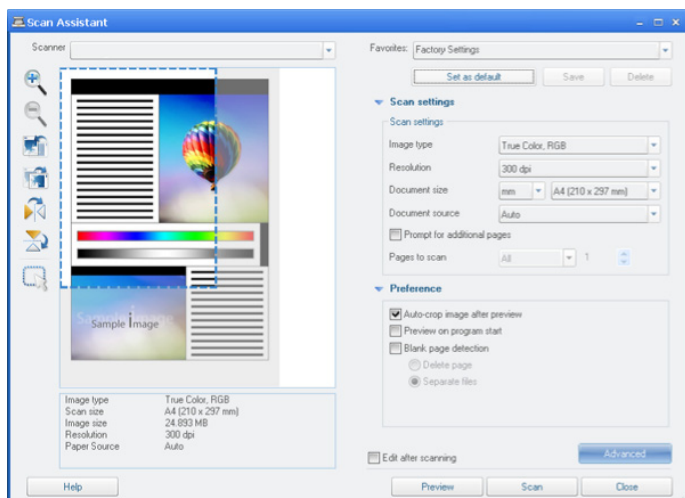 Scan Assistant
Scanner
Favorites: Factory Settings
Set as default Save Delete
Scan settings
Scan settings
Image type True Color, RGB
Resolution 300 dpi
Document size mm A4 (210 x 297 mm)
Document source Auto
Prompt for additional pages
Pages to scan All 1
Preference
Auto-crop image after preview
Preview on program start
Blank page detection
Delete page
Separate files
Sample image
Sample image
Image type True Color, RGB
Scan size A4 (210 x 297 mm)
Image size 24.893 MB
Resolution 300 dpi
Paper Source Auto
Edit after scanning Advanced
Help Preview Scan Close